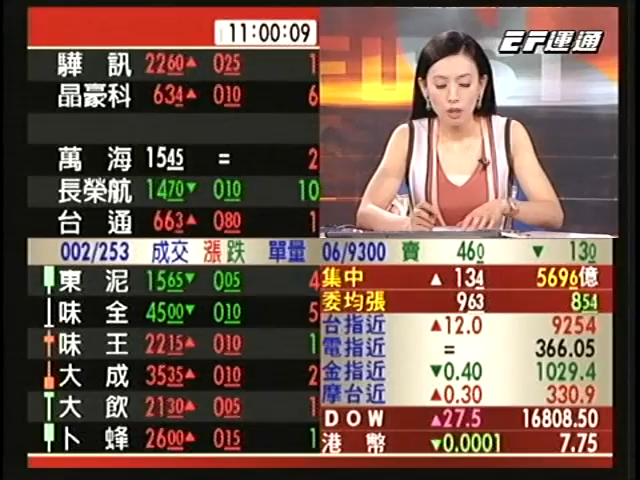 11:00:09
EF運通
驊訊 2260▲ 025 1
晶豪科 634▲ 010 6
萬海 1545 = 2
長榮航 1470▼ 010 10
台通 663▲ 080 1
002/253 成交 漲跌 單量
06/9300 賣 460 ▼ 130
東泥 1565▼ 005 4
味全 4500▼ 010 5
味王 2215▲ 010 1
大成 3535▲ 010 2
大飲 2130▲ 005 1
卜蜂 2600▲ 015 1
集中 ▲ 134 5696億
委均張 963 854
台指近 ▲12.0 9254
電指近 = 366.05
金指近 ▼0.40 1029.4
摩台近 ▲0.30 330.9
DOW ▲27.5 16808.50
港幣 ▼0.0001 7.75